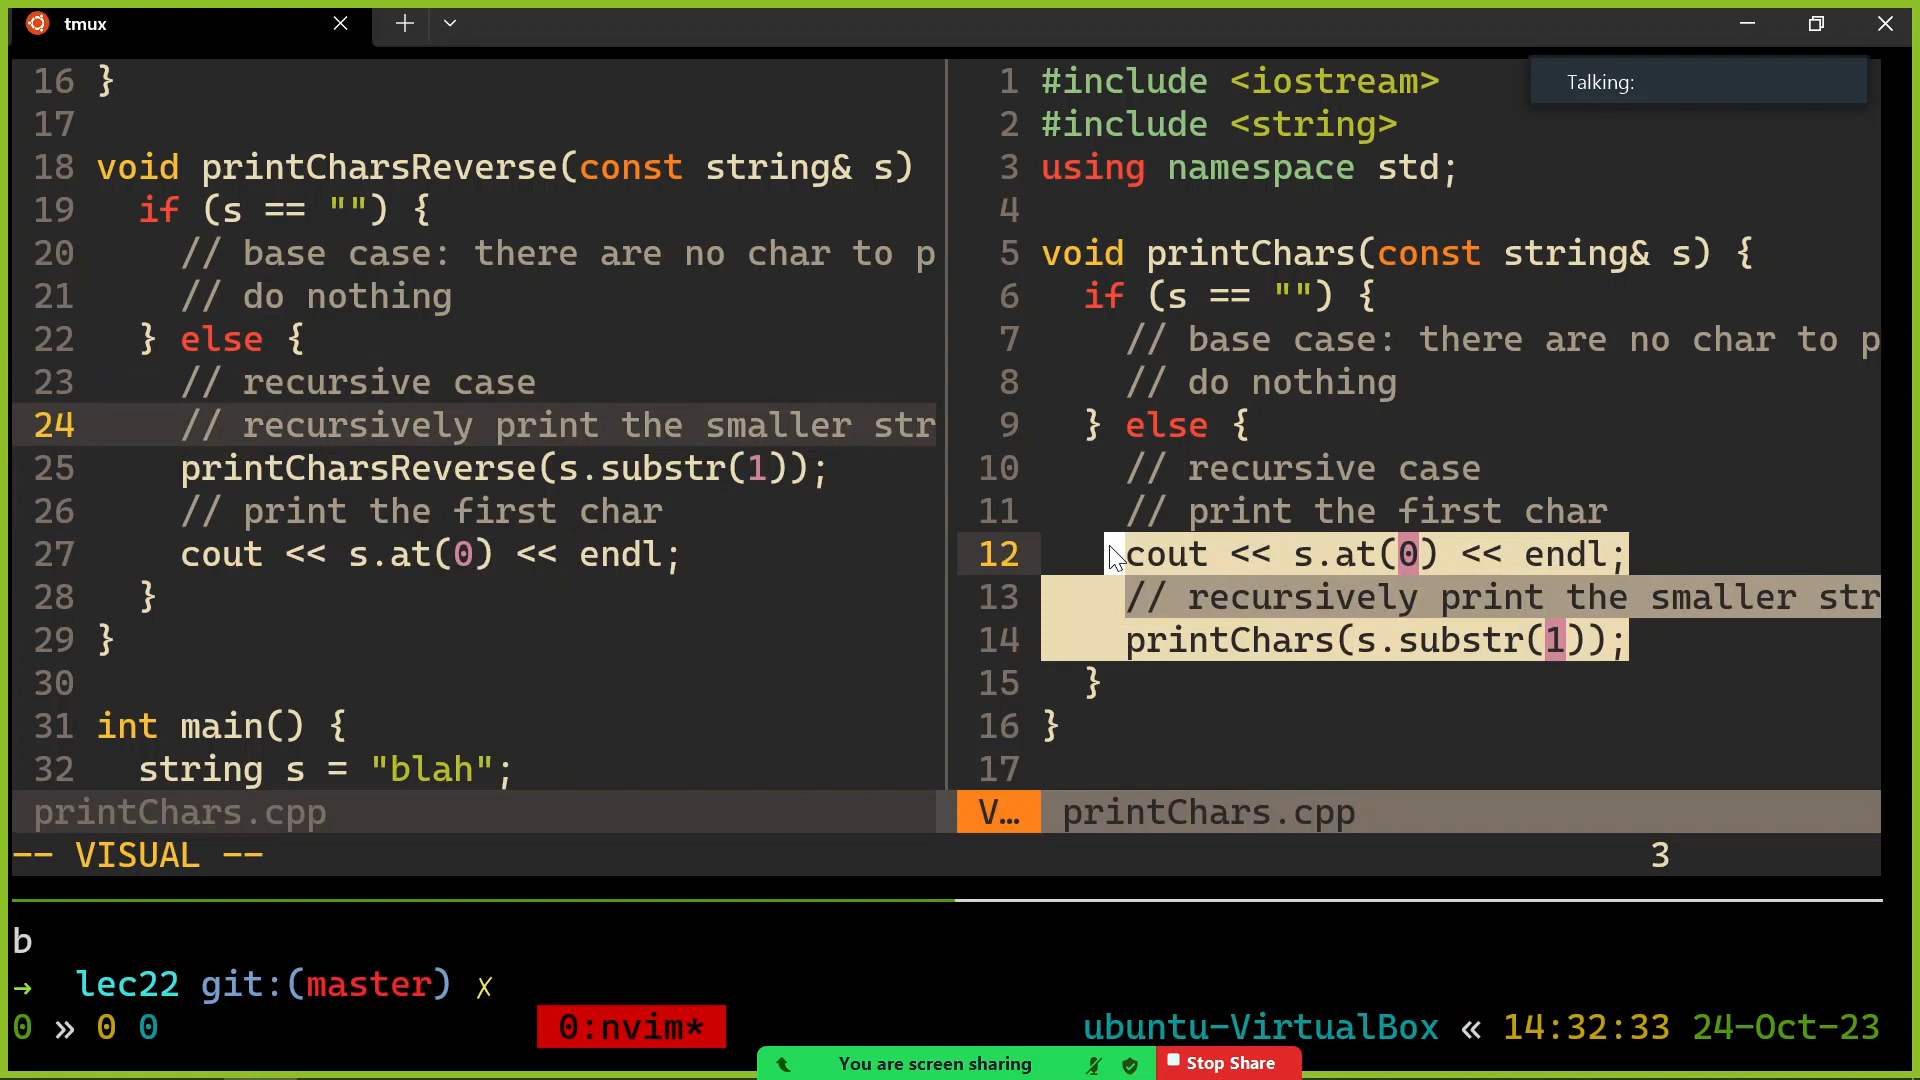 tmux
Talking:
16 }
17
18 void printCharsReverse(const string& s)
19 if (s == "") {
20 // base case: there are no char to p
21 // do nothing
22 } else {
23 // recursive case
24 // recursively print the smaller str
25 printCharsReverse(s.substr(1));
26 // print the first char
27 cout << s.at(0) << endl;
28 }
29 }
30
31 int main() {
32 string s = "blah";
printChars.cpp
1 #include <iostream>
2 #include <string>
3 using namespace std;
4
5 void printChars(const string& s) {
6 if (s == "") {
7 // base case: there are no char to p
8 // do nothing
9 } else {
10 // recursive case
11 // print the first char
12 cout << s.at(0) << endl;
13 // recursively print the smaller str
14 printChars(s.substr(1));
15 }
16 }
17
V… printChars.cpp
-- VISUAL -- 3
b
→ lec22 git:(master) ✗
0 » 0 0 0:nvim* ubuntu-VirtualBox « 14:32:33 24-Oct-23
You are screen sharing Stop Share